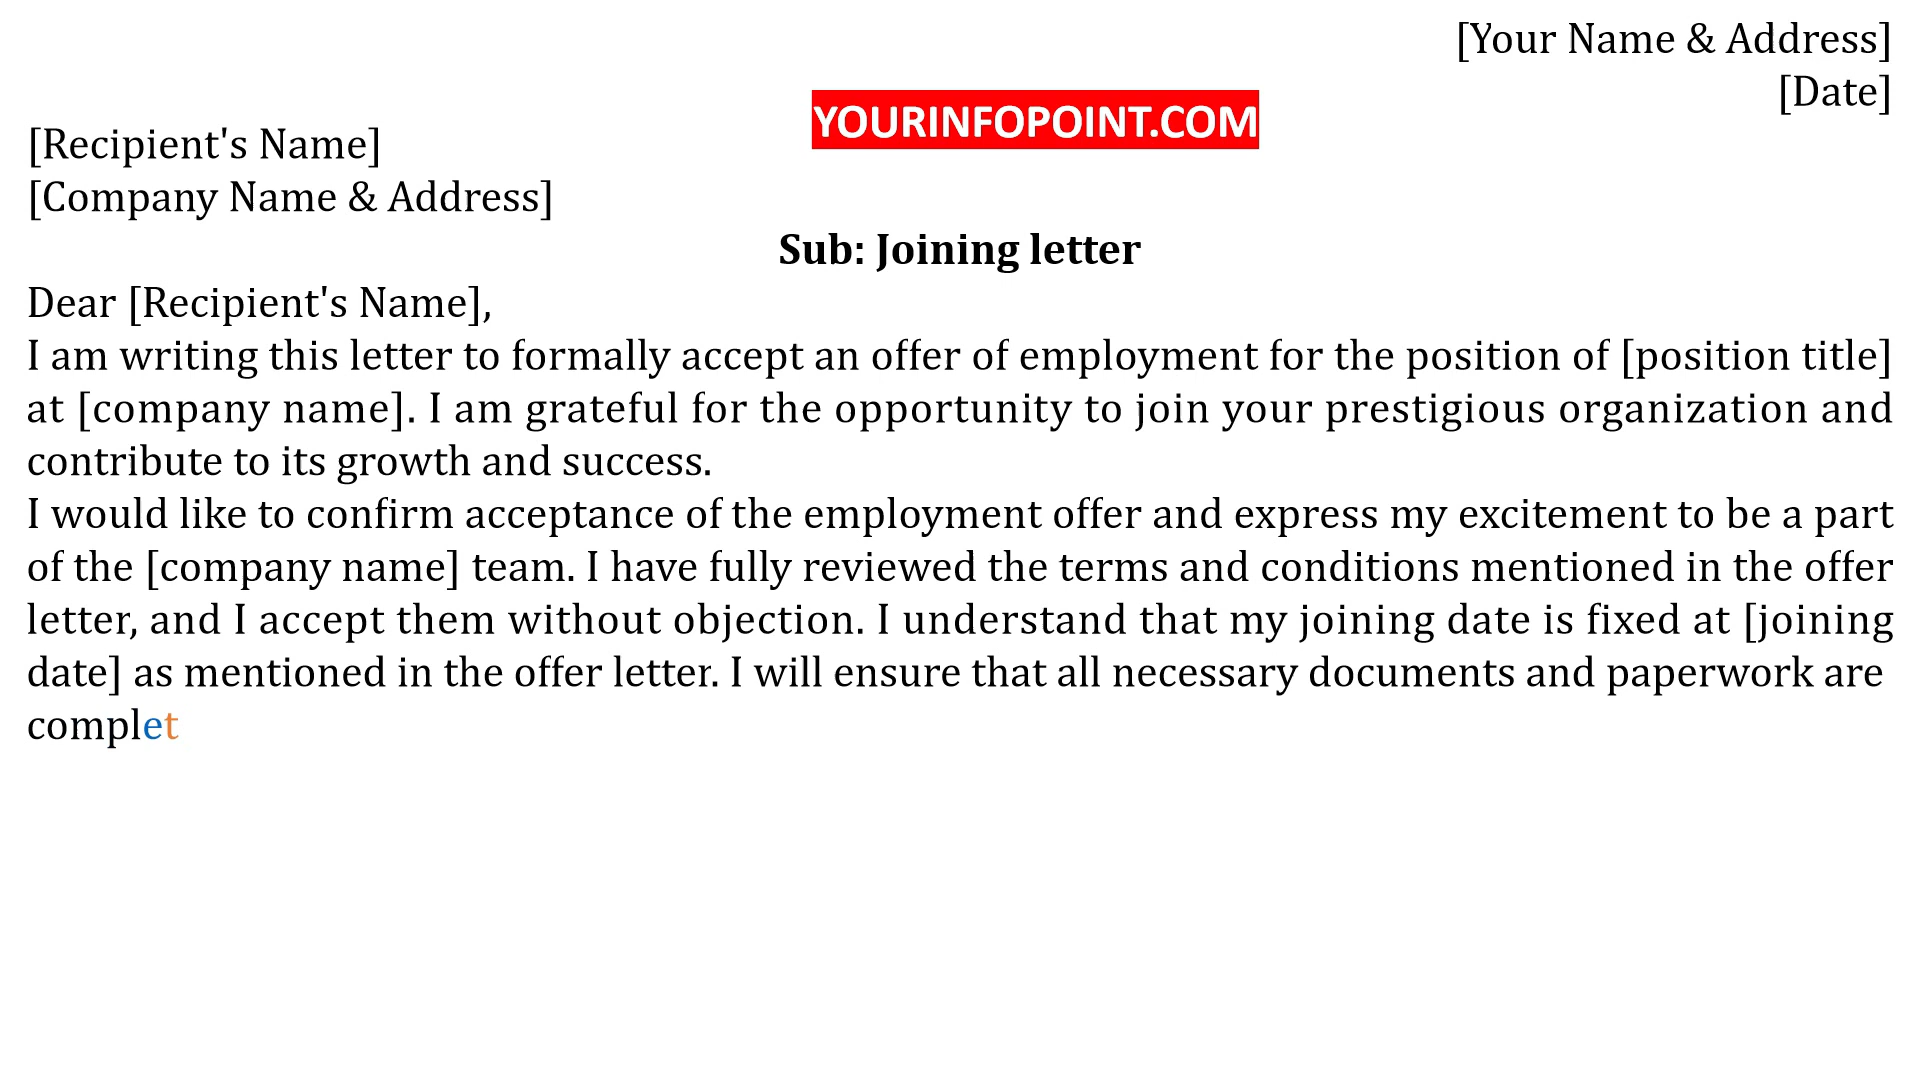 [Your Name & Address]
[Date]
YOURINFOPOINT.COM
[Recipient's Name]
[Company Name & Address]
Sub: Joining letter
Dear [Recipient's Name],
I am writing this letter to formally accept an offer of employment for the position of [position title]
at [company name]. I am grateful for the opportunity to join your prestigious organization and
contribute to its growth and success.
I would like to confirm acceptance of the employment offer and express my excitement to be a part
of the [company name] team. I have fully reviewed the terms and conditions mentioned in the offer
letter, and I accept them without objection. I understand that my joining date is fixed at [joining
date] as mentioned in the offer letter. I will ensure that all necessary documents and paperwork are
complet